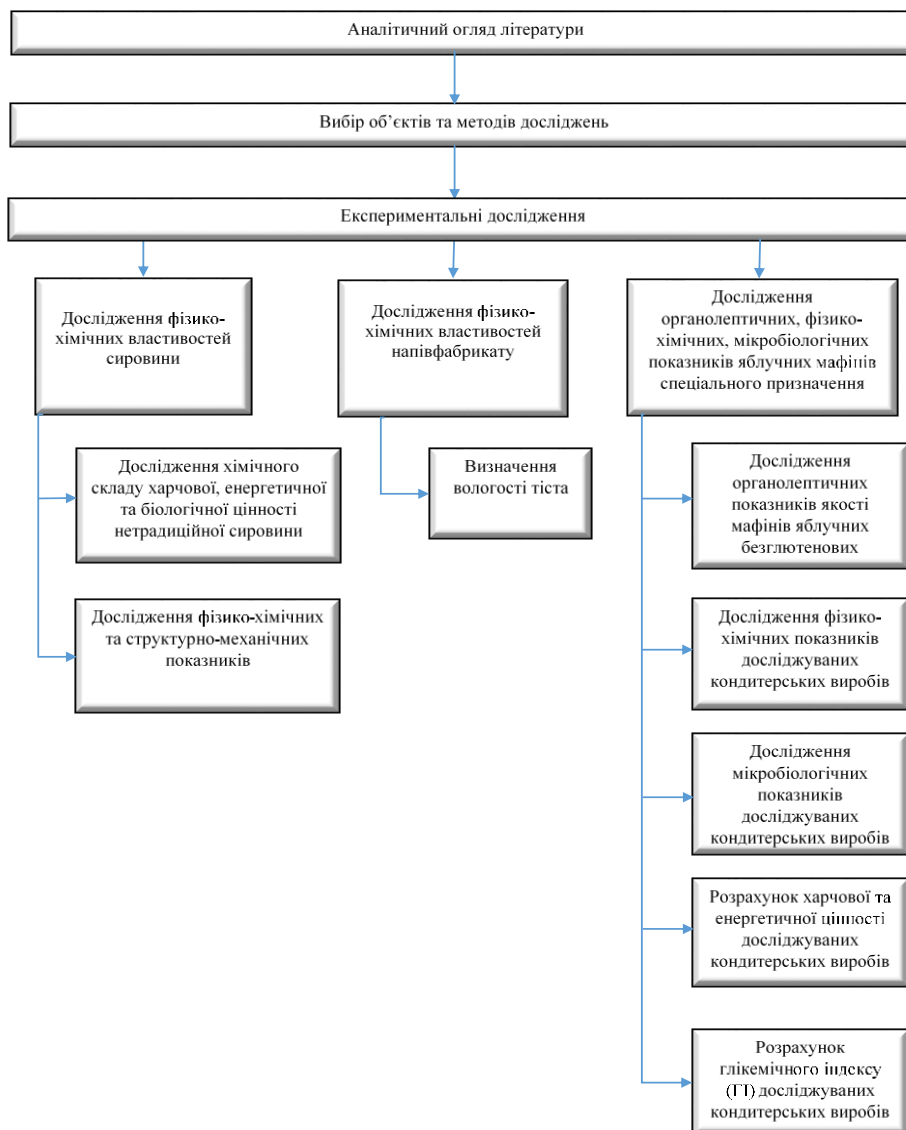 Аналітичний огляд літератури
Вибір об’єктів та методів досліджень
Експериментальні дослідження
Дослідження фізико-
хімічних властивостей
сировини
Дослідження фізико-
хімічних властивостей
напівфабрикату
Дослідження
органолептичних, фізико-
хімічних, мікробіологічних
показників яблучних мафінів
спеціального призначення
Дослідження хімічного
складу харчової, енергетичної
та біологічної цінності
нетрадиційної сировини
Дослідження фізико-хімічних
та структурно-механічних
показників
Визначення
вологості тіста
Дослідження
органолептичних
показників якості
мафінів яблучних
безглютенових
Дослідження фізико-
хімічних показників
досліджуваних
кондитерських виробів
Дослідження
мікробіологічних
показників
досліджуваних
кондитерських виробів
Розрахунок харчової та
енергетичної цінності
досліджуваних
кондитерських виробів
Розрахунок
глікемічного індексу
(ГІ) досліджуваних
кондитерських виробів